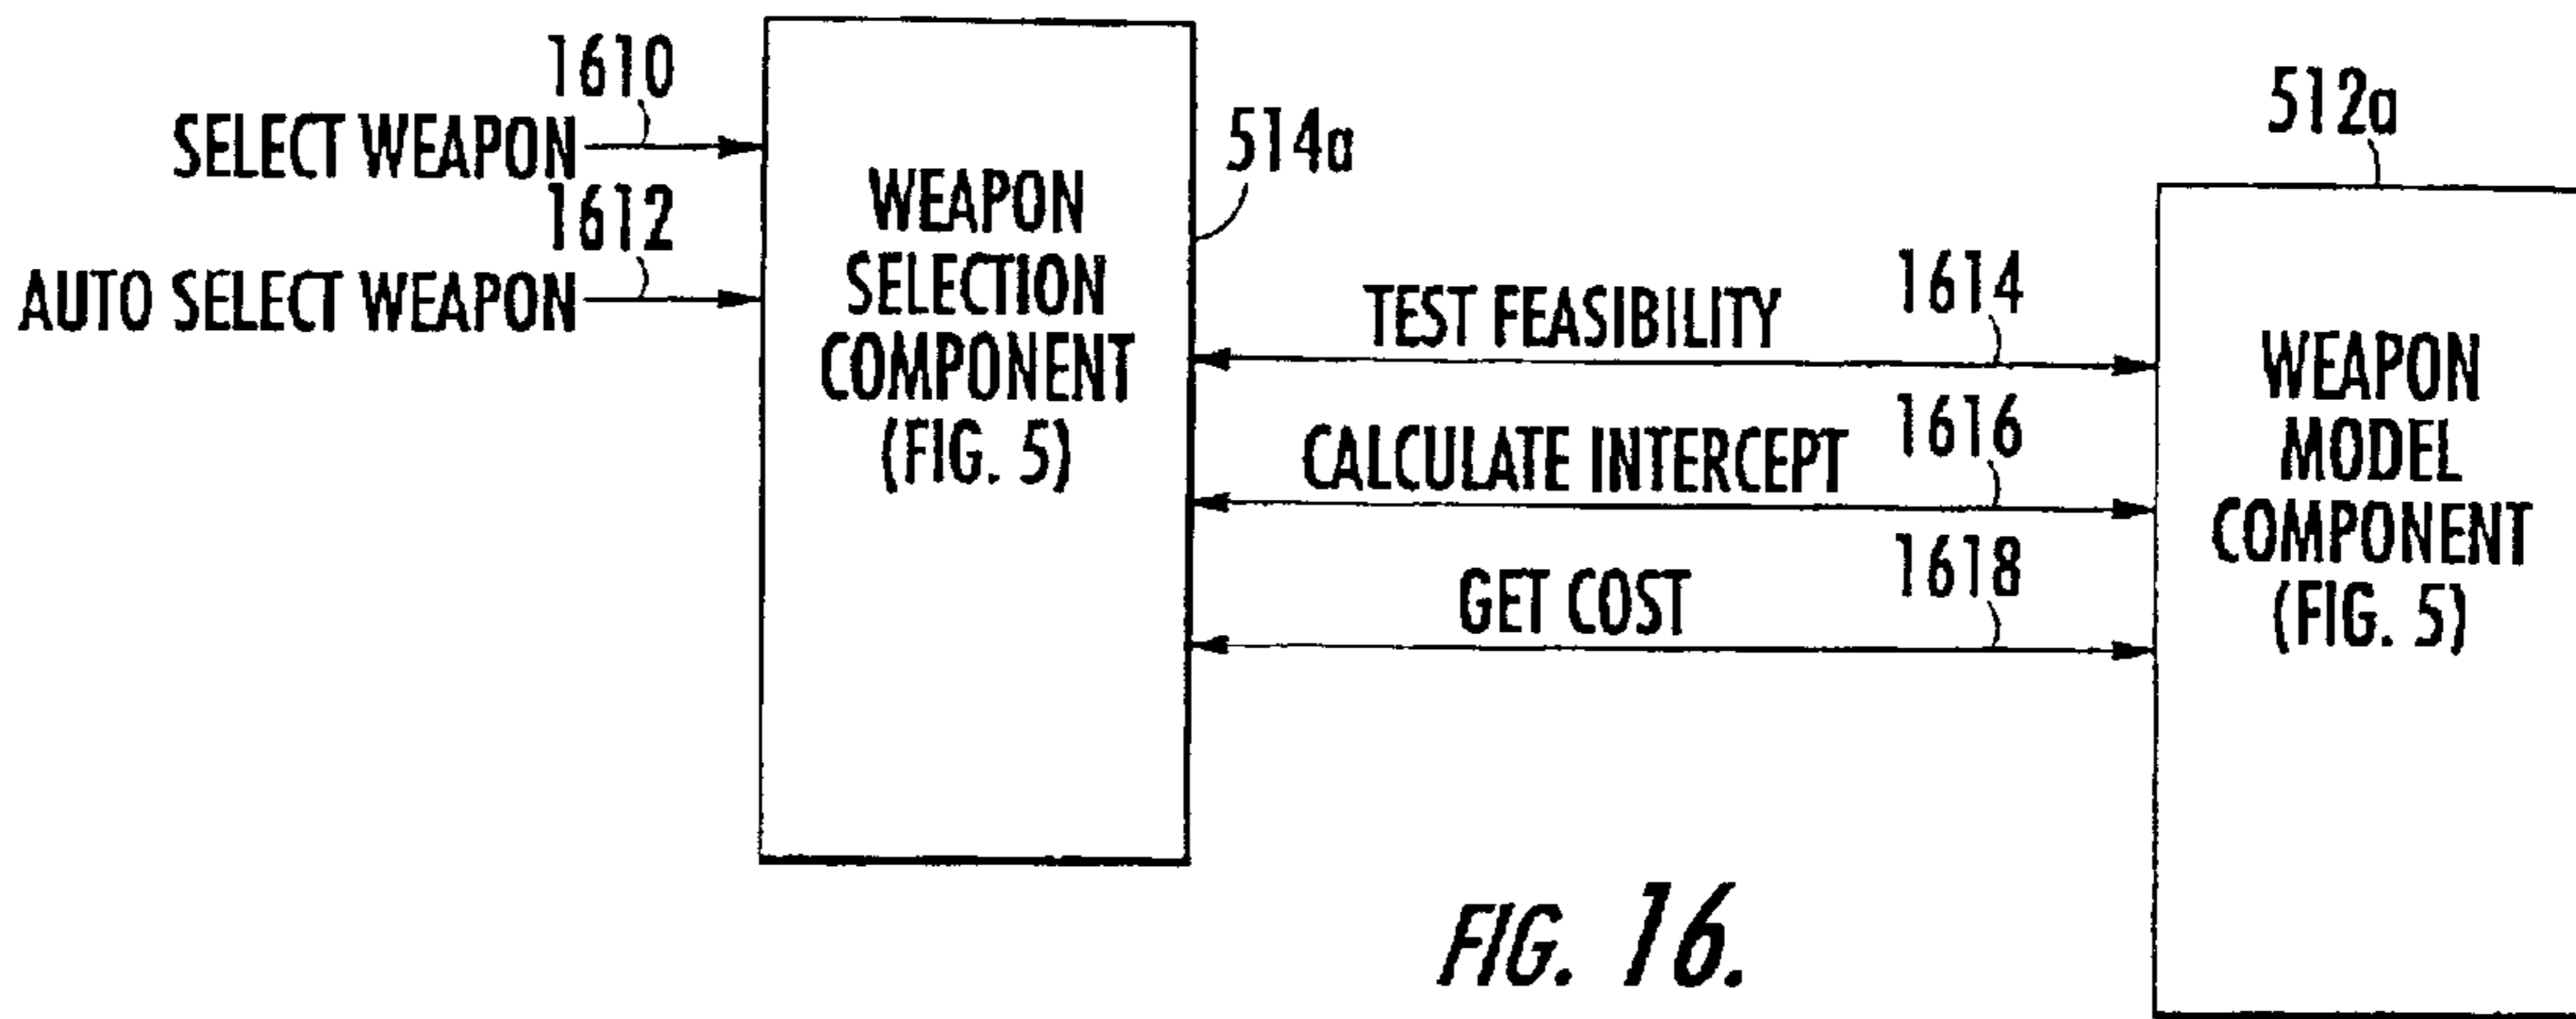 1610
SELECT WEAPON
1612
AUTO SELECT WEAPON
WEAPON
SELECTION
COMPONENT
(FIG. 5)
514a
TEST FEASIBILITY
1614
CALCULATE INTERCEPT
1616
GET COST
1618
512a
WEAPON
MODEL
COMPONENT
(FIG. 5)
FIG. 16.